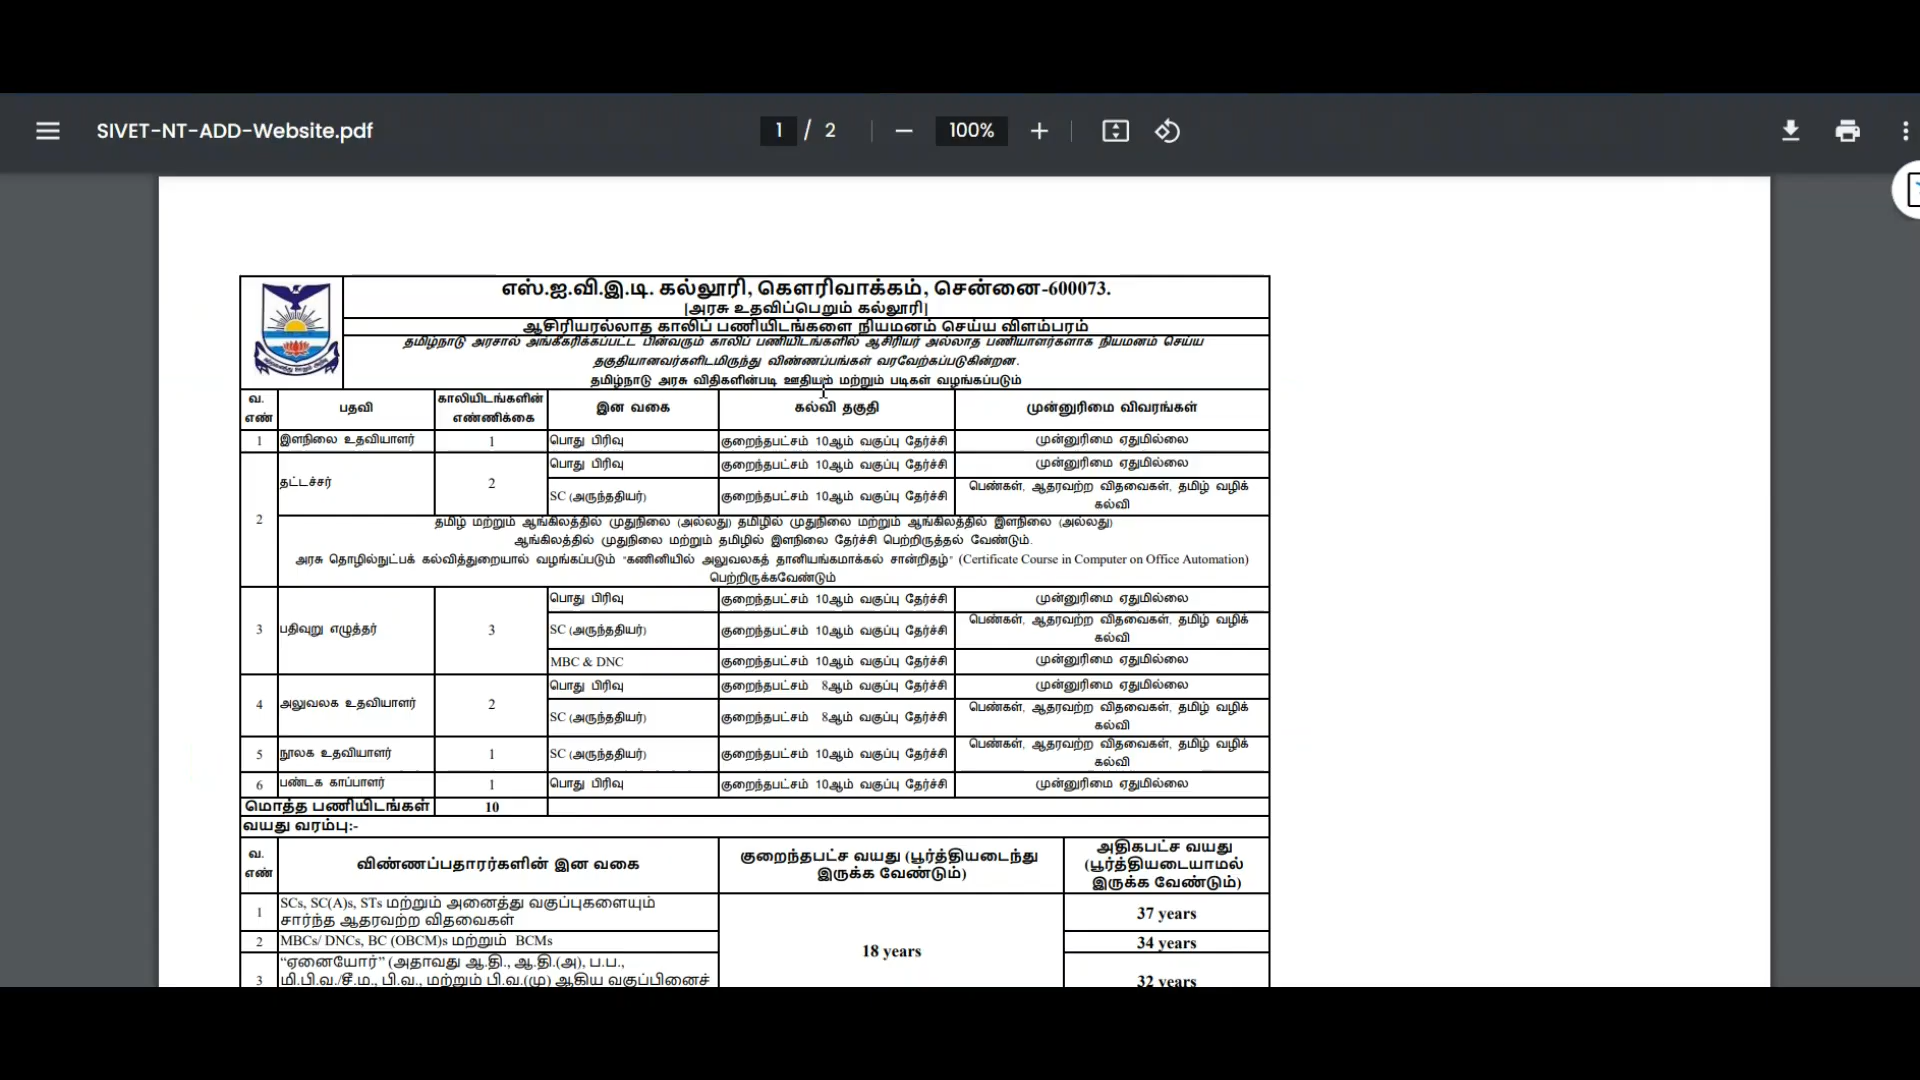 SIVET-NT-ADD-Website.pdf
1 / 2
100%
எஸ்.ஐ.வி.இ.டி. கல்லூரி, கௌரிவாக்கம், சென்னை-600073.
[அரசு உதவிப்பெறும் கல்லூரி]
ஆசிரியரல்லாத காலிப் பணியிடங்களை நியமனம் செய்ய விளம்பரம்
தமிழ்நாடு அரசால் அங்கீகரிக்கப்பட்ட பின்வரும் காலிப் பணியிடங்களில் ஆசிரியர் அல்லாத பணியாளர்களாக நியமனம் செய்ய
தகுதியானவர்களிடமிருந்து விண்ணப்பங்கள் வரவேற்கப்படுகின்றன.
தமிழ்நாடு அரசு விதிகளின்படி ஊதியம் மற்றும் படிகள் வழங்கப்படும்
வ. எண் பதவி காலியிடங்களின் எண்ணிக்கை இன வகை கல்வி தகுதி முன்னுரிமை விவரங்கள்
1 இளநிலை உதவியாளர் 1 பொது பிரிவு குறைந்தபட்சம் 10ஆம் வகுப்பு தேர்ச்சி முன்னுரிமை ஏதுமில்லை
2 தட்டச்சர் 2 பொது பிரிவு குறைந்தபட்சம் 10ஆம் வகுப்பு தேர்ச்சி முன்னுரிமை ஏதுமில்லை
SC (அருந்ததியர்) குறைந்தபட்சம் 10ஆம் வகுப்பு தேர்ச்சி பெண்கள், ஆதரவற்ற விதவைகள், தமிழ் வழிக் கல்வி
தமிழ் மற்றும் ஆங்கிலத்தில் முதுநிலை (அல்லது) தமிழில் முதுநிலை மற்றும் ஆங்கிலத்தில் இளநிலை (அல்லது)
ஆங்கிலத்தில் முதுநிலை மற்றும் தமிழில் இளநிலை தேர்ச்சி பெற்றிருத்தல் வேண்டும்.
அரசு தொழில்நுட்பக் கல்வித்துறையால் வழங்கப்படும் "கணினியில் அலுவலகத் தானியங்கமாக்கல் சான்றிதழ்" (Certificate Course in Computer on Office Automation)
பெற்றிருக்கவேண்டும்
3 பதிவுறு எழுத்தர் 3 பொது பிரிவு குறைந்தபட்சம் 10ஆம் வகுப்பு தேர்ச்சி முன்னுரிமை ஏதுமில்லை
SC (அருந்ததியர்) குறைந்தபட்சம் 10ஆம் வகுப்பு தேர்ச்சி பெண்கள், ஆதரவற்ற விதவைகள், தமிழ் வழிக் கல்வி
MBC & DNC குறைந்தபட்சம் 10ஆம் வகுப்பு தேர்ச்சி முன்னுரிமை ஏதுமில்லை
4 அலுவலக உதவியாளர் 2 பொது பிரிவு குறைந்தபட்சம் 8ஆம் வகுப்பு தேர்ச்சி முன்னுரிமை ஏதுமில்லை
SC (அருந்ததியர்) குறைந்தபட்சம் 8ஆம் வகுப்பு தேர்ச்சி பெண்கள், ஆதரவற்ற விதவைகள், தமிழ் வழிக் கல்வி
5 நூலக உதவியாளர் 1 SC (அருந்ததியர்) குறைந்தபட்சம் 10ஆம் வகுப்பு தேர்ச்சி பெண்கள், ஆதரவற்ற விதவைகள், தமிழ் வழிக் கல்வி
6 பண்டக காப்பாளர் 1 பொது பிரிவு குறைந்தபட்சம் 10ஆம் வகுப்பு தேர்ச்சி முன்னுரிமை ஏதுமில்லை
மொத்த பணியிடங்கள் 10
வயது வரம்பு:-
வ. எண் விண்ணப்பதாரர்களின் இன வகை குறைந்தபட்ச வயது (பூர்த்தியடைந்து இருக்க வேண்டும்) அதிகபட்ச வயது (பூர்த்தியடையாமல் இருக்க வேண்டும்)
1 SCs, SC(A)s, STs மற்றும் அனைத்து வகுப்புகளையும் சார்ந்த ஆதரவற்ற விதவைகள் 18 years 37 years
2 MBCs/ DNCs, BC (OBCM)s மற்றும் BCMs 34 years
3 “ஏனையோர்” (அதாவது ஆ.தி., ஆ.தி.(அ), ப.ப.,
மி.பி.வ./சீ.ம., பி.வ., மற்றும் பி.வ.(மு) ஆகிய வகுப்பினைச் 32 years